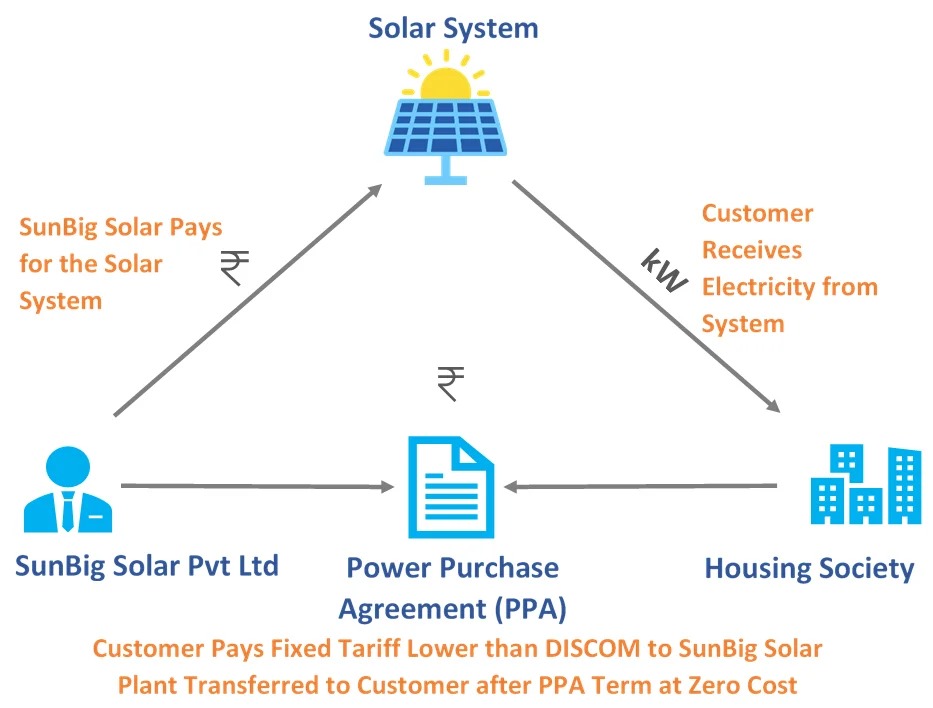 Solar System
SunBig Solar Pays
for the Solar
System
₹
Customer
Receives
Electricity from
System
kW
₹
SunBig Solar Pvt Ltd
Power Purchase
Agreement (PPA)
Housing Society
Customer Pays Fixed Tariff Lower than DISCOM to SunBig Solar
Plant Transferred to Customer after PPA Term at Zero Cost